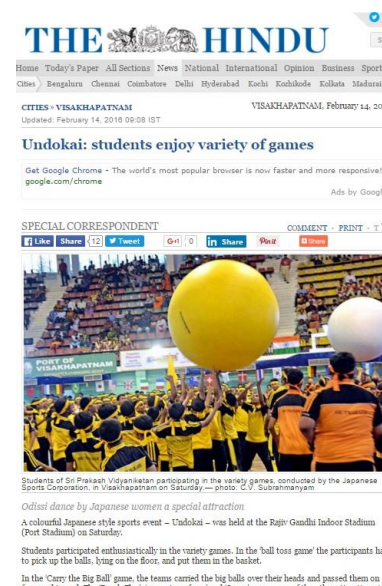 THE HINDU
Home Today's Paper All Sections News National International Opinion Business Sport
Cities Bengaluru Chennai Coimbatore Delhi Hyderabad Kochi Kozhikode Kolkata Madurai
CITIES » VISAKHAPATNAM
VISAKHAPATNAM, February 14, 20
Updated: February 14, 2016 09:08 IST
Undokai: students enjoy variety of games
Get Google Chrome - The world's most popular browser is now faster and more responsive!
google.com/chrome
Ads by Googl
SPECIAL CORRESPONDENT
COMMENT · PRINT · T
Like Share 12 Tweet G+1 0 in Share Pinit Share
PORT OF
VISAKHAPATNAM
Students of Sri Prakash Vidyaniketan participating in the variety games, conducted by the Japanese
Sports Corporation, in Visakhapatnam on Saturday.— photo: C.V. Subrahmanyam
Odissi dance by Japanese women a special attraction
A colourful Japanese style sports event – Undokai – was held at the Rajiv Gandhi Indoor Stadium
(Port Stadium) on Saturday.
Students participated enthusiastically in the variety games. In the 'ball toss game' the participants ha
to pick up the balls, lying on the floor, and put them in the basket.
In the 'Carry the Big Ball' game, the teams carried the big balls over their heads and passed them on